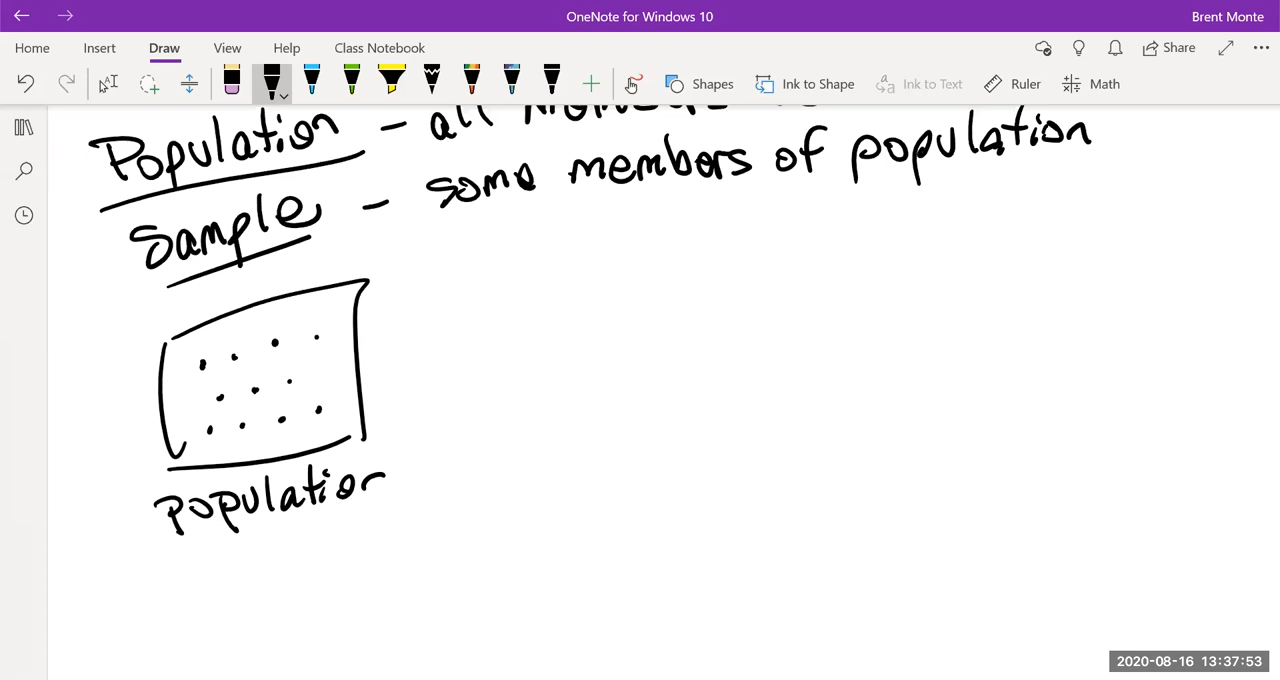 OneNote for Windows 10
Brent Monte
Home Insert Draw View Help Class Notebook Share
Shapes Ink to Shape Ink to Text Ruler Math
Population - all
Sample - some members of population
Population
2020-08-16 13:37:53